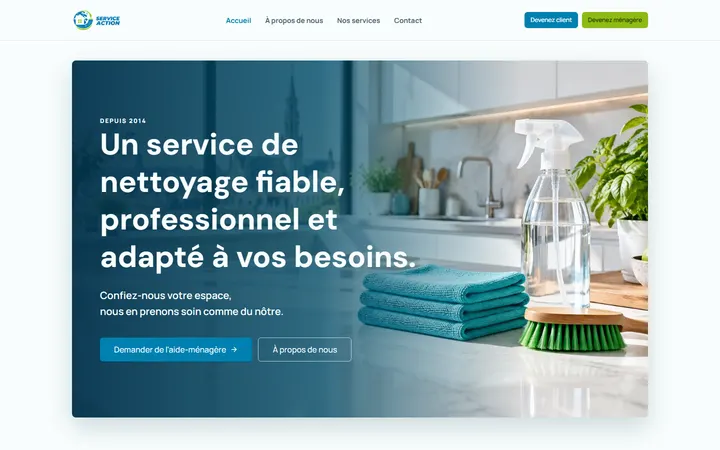 SERVICE
ACTION
Accueil
À propos de nous
Nos services
Contact
Devenez client
Devenez ménagère
DEPUIS 2014
Un service de
nettoyage fiable,
professionnel et
adapté à vos besoins.
Confiez-nous votre espace,
nous en prenons soin comme du nôtre.
Demander de l'aide-ménagère →
À propos de nous